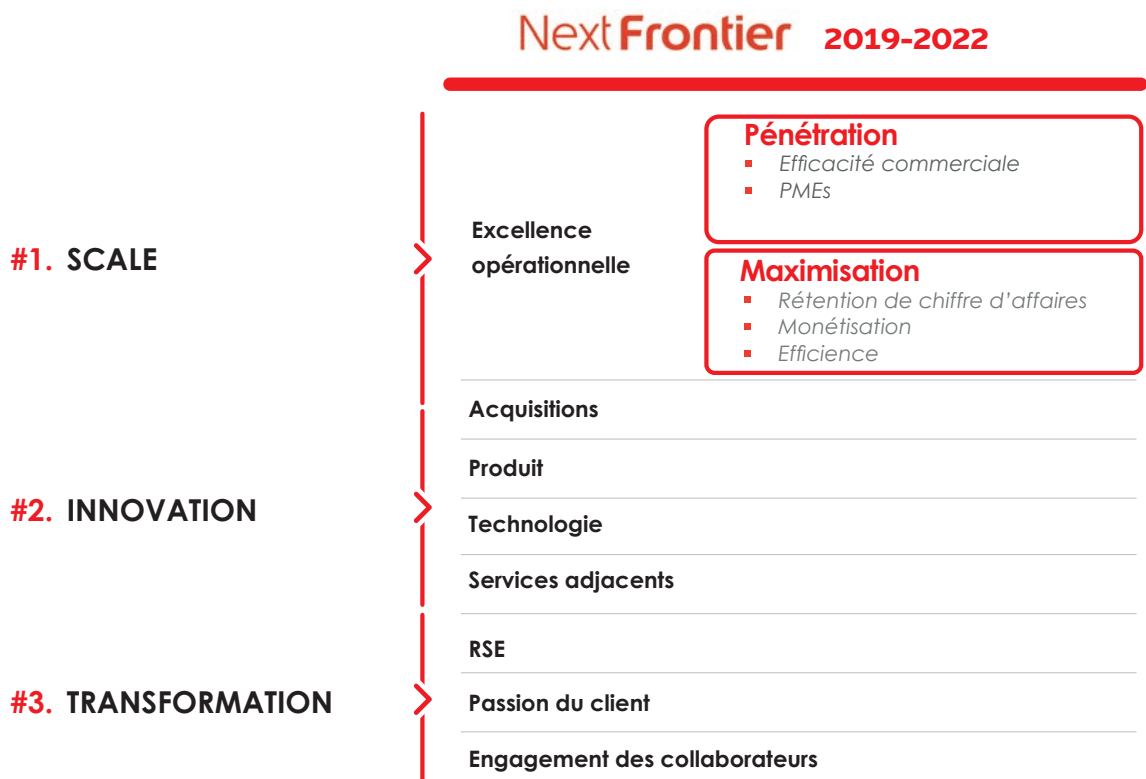 Next Frontier 2019-2022
#1. SCALE
Excellence
opérationnelle
Pénétration
▪ Efficacité commerciale
▪ PMEs
Maximisation
▪ Rétention de chiffre d’affaires
▪ Monétisation
▪ Efficience
Acquisitions
#2. INNOVATION
Produit
Technologie
Services adjacents
#3. TRANSFORMATION
RSE
Passion du client
Engagement des collaborateurs